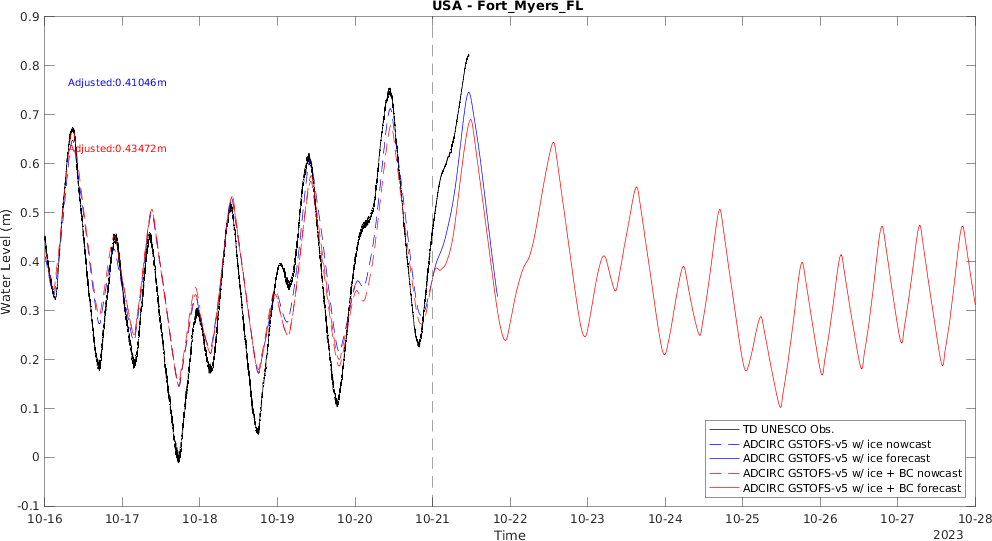 USA - Fort_Myers_FL
0.9
0.8
0.7
0.6
0.5
0.4
0.3
0.2
0.1
0
-0.1
Water Level (m)
Adjusted:0.41046m
Adjusted:0.43472m
TD UNESCO Obs.
ADCIRC GSTOFS-v5 w/ ice nowcast
ADCIRC GSTOFS-v5 w/ ice forecast
ADCIRC GSTOFS-v5 w/ ice + BC nowcast
ADCIRC GSTOFS-v5 w/ ice + BC forecast
10-16 10-17 10-18 10-19 10-20 10-21 10-22 10-23 10-24 10-25 10-26 10-27 10-28
Time
2023